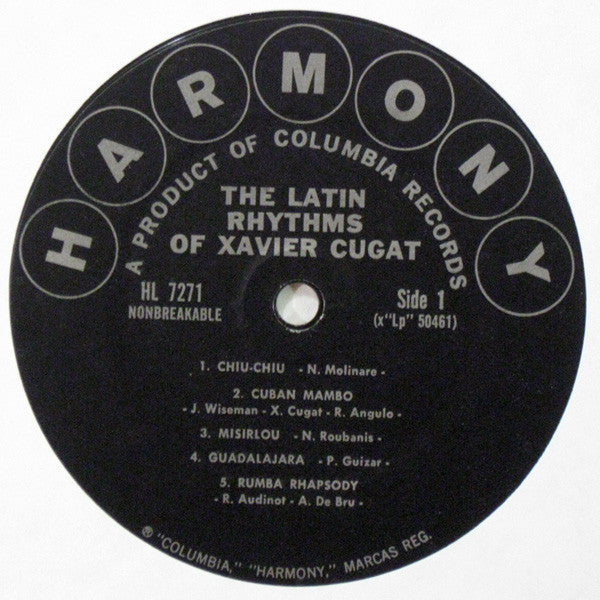 HARMONY
A PRODUCT OF COLUMBIA RECORDS
THE LATIN
RHYTHMS
OF XAVIER CUGAT
HL 7271
NONBREAKABLE
Side 1
(x"Lp" 50461)
1. CHIU-CHIU - N. Molinare -
2. CUBAN MAMBO
- J. Wiseman - X. Cugat - R. Angulo -
3. MISIRLOU - N. Roubanis -
4. GUADALAJARA - P. Guizar -
5. RUMBA RHAPSODY
- R. Audinot - A. De Bru -
® "COLUMBIA," "HARMONY," MARCAS REG.